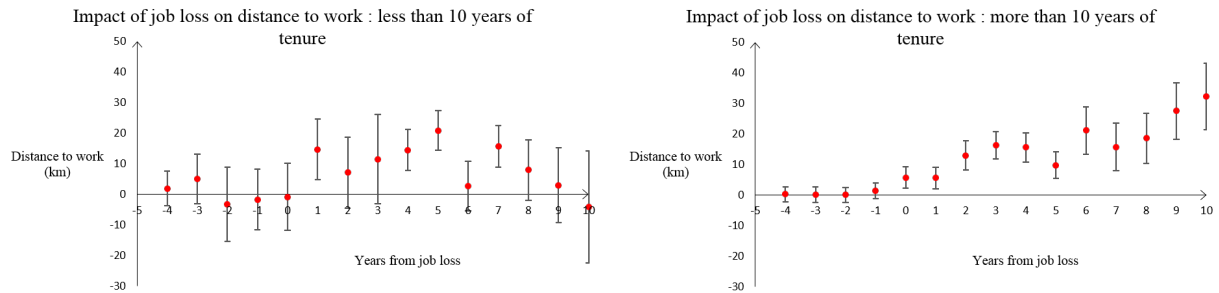 Impact of job loss on distance to work : less than 10 years of
tenure
50
40
30
20
10
0
-10
-20
-30
Distance to work
(km)
-5 -4 -3 -2 -1 0 1 2 3 4 5 6 7 8 9 10
Years from job loss
Impact of job loss on distance to work : more than 10 years of
tenure
50
40
30
20
10
0
-10
-20
-30
Distance to work
(km)
-5 -4 -3 -2 -1 0 1 2 3 4 5 6 7 8 9 10
Years from job loss